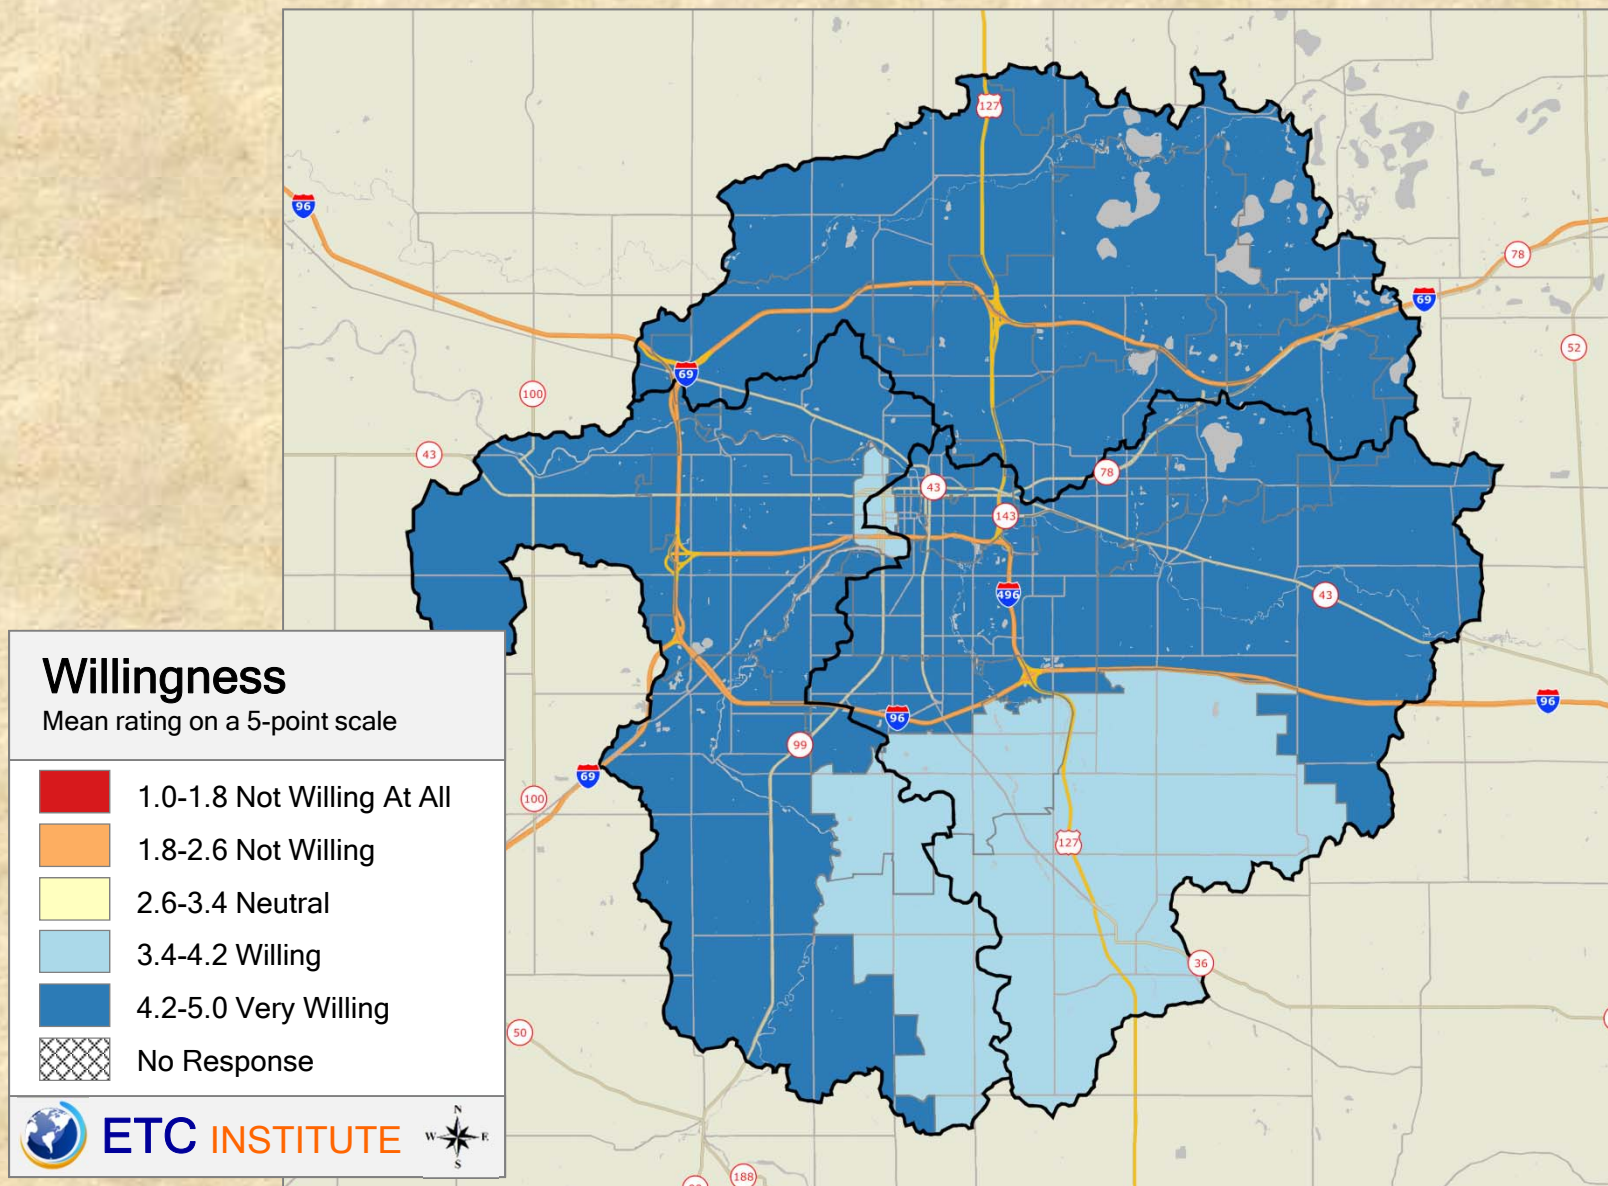 127
96
78
69
52
69
100
43
78
43
143
496
43
96
96
99
69
100
127
36
50
188
Willingness
Mean rating on a 5-point scale
1.0-1.8 Not Willing At All
1.8-2.6 Not Willing
2.6-3.4 Neutral
3.4-4.2 Willing
4.2-5.0 Very Willing
No Response
ETC INSTITUTE
N
W E
S